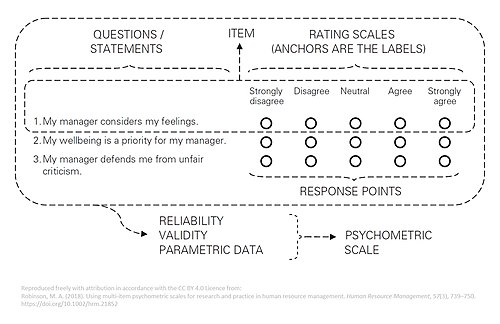 QUESTIONS /
STATEMENTS
ITEM
RATING SCALES
(ANCHORS ARE THE LABELS)
Strongly
disagree
Disagree
Neutral
Agree
Strongly
agree
1. My manager considers my feelings.
2. My wellbeing is a priority for my manager.
3. My manager defends me from unfair
criticism.
RESPONSE POINTS
RELIABILITY
VALIDITY
PARAMETRIC DATA
PSYCHOMETRIC
SCALE
Reproduced freely with attribution in accordance with the CC BY 4.0 Licence from:
Robinson, M. A. (2018). Using multi-item psychometric scales for research and practice in human resource management. Human Resource Management, 57(3), 739–750.
https://doi.org/10.1002/hrm.21852